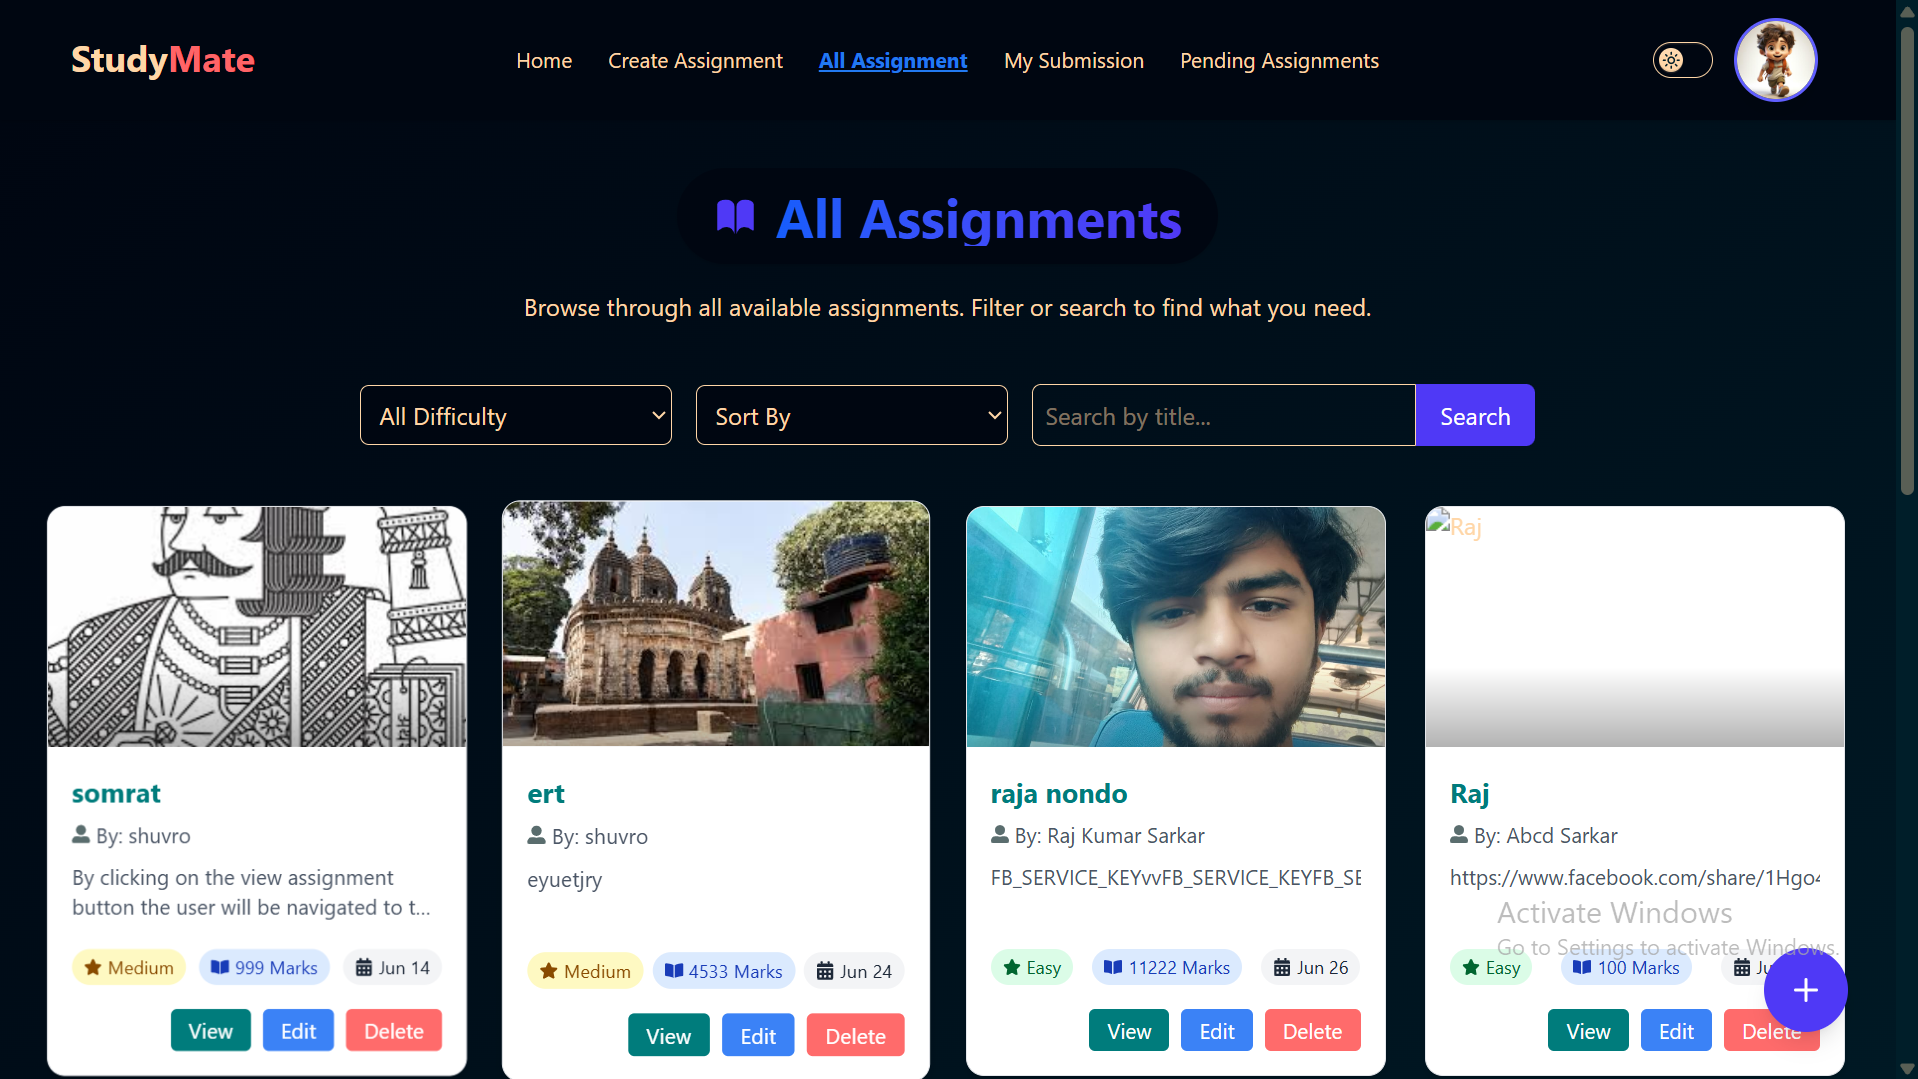 StudyMate
Home Create Assignment All Assignment My Submission Pending Assignments
All Assignments
Browse through all available assignments. Filter or search to find what you need.
All Difficulty Sort By Search by title... Search
somrat
By: shuvro
By clicking on the view assignment
button the user will be navigated to t...
Medium 999 Marks Jun 14
View Edit Delete
ert
By: shuvro
eyuetjry
Medium 4533 Marks Jun 24
View Edit Delete
raja nondo
By: Raj Kumar Sarkar
FB_SERVICE_KEYvvFB_SERVICE_KEYFB_SE
Easy 11222 Marks Jun 26
View Edit Delete
Raj
Raj
By: Abcd Sarkar
https://www.facebook.com/share/1Hgo
Activate Windows
Go to Settings to activate Windows.
Easy 100 Marks
View Edit Delete